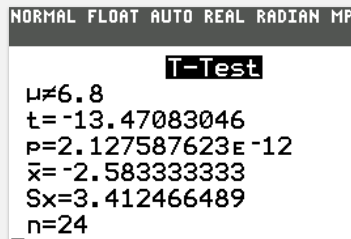 NORMAL FLOAT AUTO REAL RADIAN MP
T-Test
μ≠6.8
t=-13.47083046
p=2.127587623ᴇ-12
x̄=-2.583333333
Sx=3.412466489
n=24